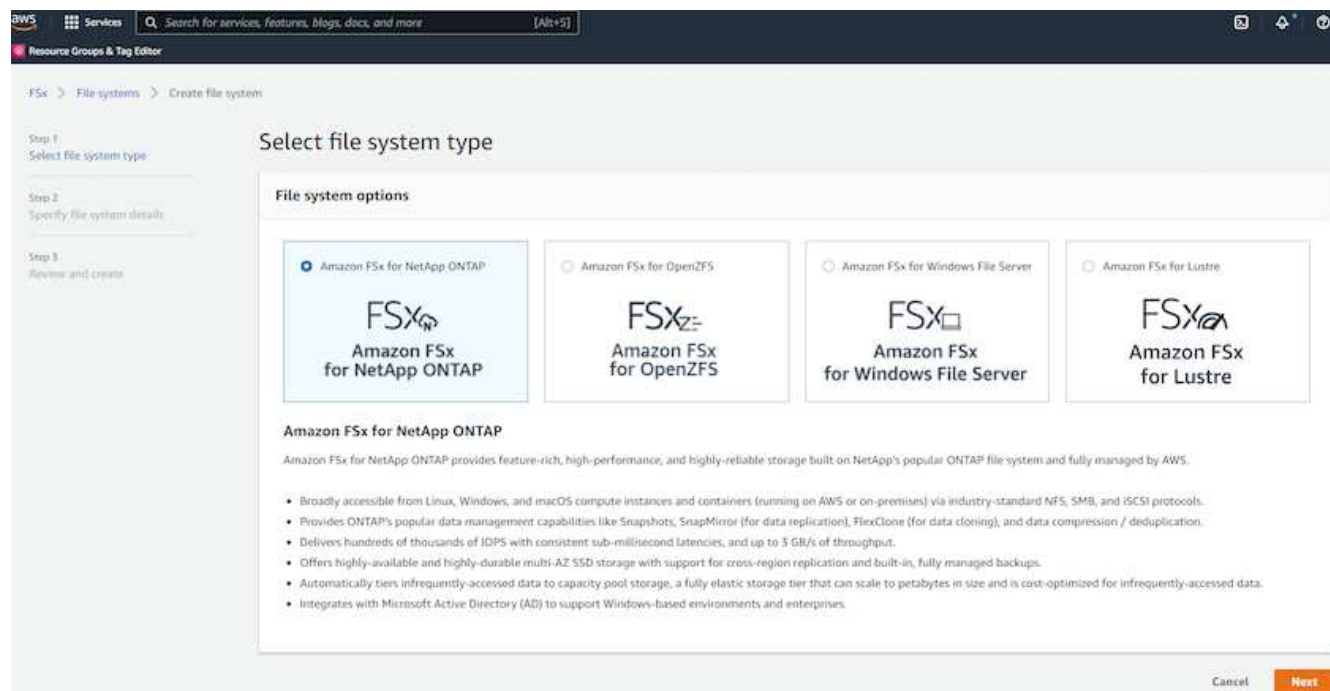 aws
Services
Search for services, features, blogs, docs, and more
[Alt+S]
Resource Groups & Tag Editor
FSx > File systems > Create file system
Step 1
Select file system type
Step 2
Specify file system details
Step 3
Review and create
Select file system type
File system options
Amazon FSx for NetApp ONTAP
FSx
Amazon FSx
for NetApp ONTAP
Amazon FSx for OpenZFS
FSx
Amazon FSx
for OpenZFS
Amazon FSx for Windows File Server
FSx
Amazon FSx
for Windows File Server
Amazon FSx for Lustre
FSx
Amazon FSx
for Lustre
Amazon FSx for NetApp ONTAP
Amazon FSx for NetApp ONTAP provides feature-rich, high-performance, and highly-reliable storage built on NetApp's popular ONTAP file system and fully managed by AWS.
• Broadly accessible from Linux, Windows, and macOS compute instances and containers (running on AWS or on-premises) via industry-standard NFS, SMB, and iSCSI protocols.
• Provides ONTAP's popular data management capabilities like Snapshots, SnapMirror (for data replication), FlexClone (for data cloning), and data compression / deduplication.
• Delivers hundreds of thousands of IOPS with consistent sub-millisecond latencies, and up to 3 GB/s of throughput.
• Offers highly-available and highly-durable multi-AZ SSD storage with support for cross-region replication and built-in, fully managed backups.
• Automatically tiers infrequently-accessed data to capacity pool storage, a fully elastic storage tier that can scale to petabytes in size and is cost-optimized for infrequently-accessed data.
• Integrates with Microsoft Active Directory (AD) to support Windows-based environments and enterprises.
Cancel
Next